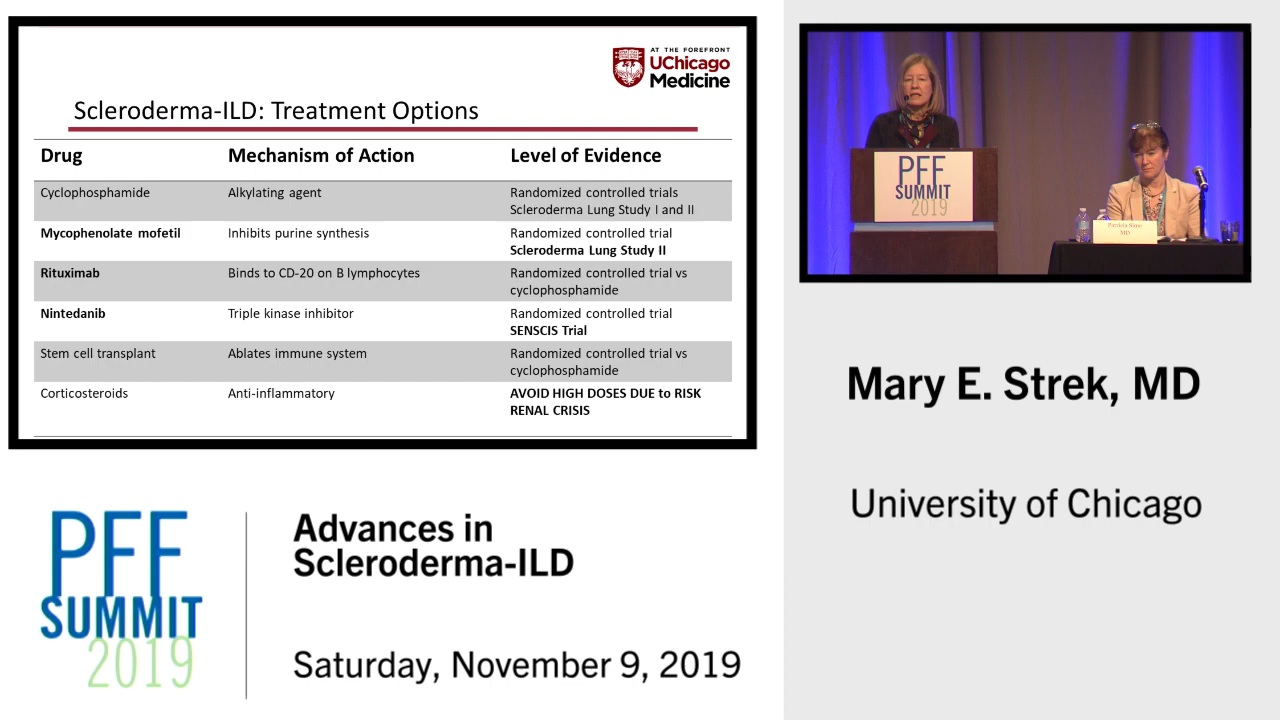 AT THE FOREFRONT
UChicago
Medicine
Scleroderma-ILD: Treatment Options
Drug Mechanism of Action Level of Evidence
Cyclophosphamide Alkylating agent Randomized controlled trials
Scleroderma Lung Study I and II
Mycophenolate mofetil Inhibits purine synthesis Randomized controlled trial
Scleroderma Lung Study II
Rituximab Binds to CD-20 on B lymphocytes Randomized controlled trial vs
cyclophosphamide
Nintedanib Triple kinase inhibitor Randomized controlled trial
SENSCIS Trial
Stem cell transplant Ablates immune system Randomized controlled trial vs
cyclophosphamide
Corticosteroids Anti-inflammatory AVOID HIGH DOSES DUE to RISK
RENAL CRISIS
PFF
SUMMIT
2019
MD
Mary E. Strek, MD
University of Chicago
PFF
SUMMIT
2019
Advances in
Scleroderma-ILD
Saturday, November 9, 2019